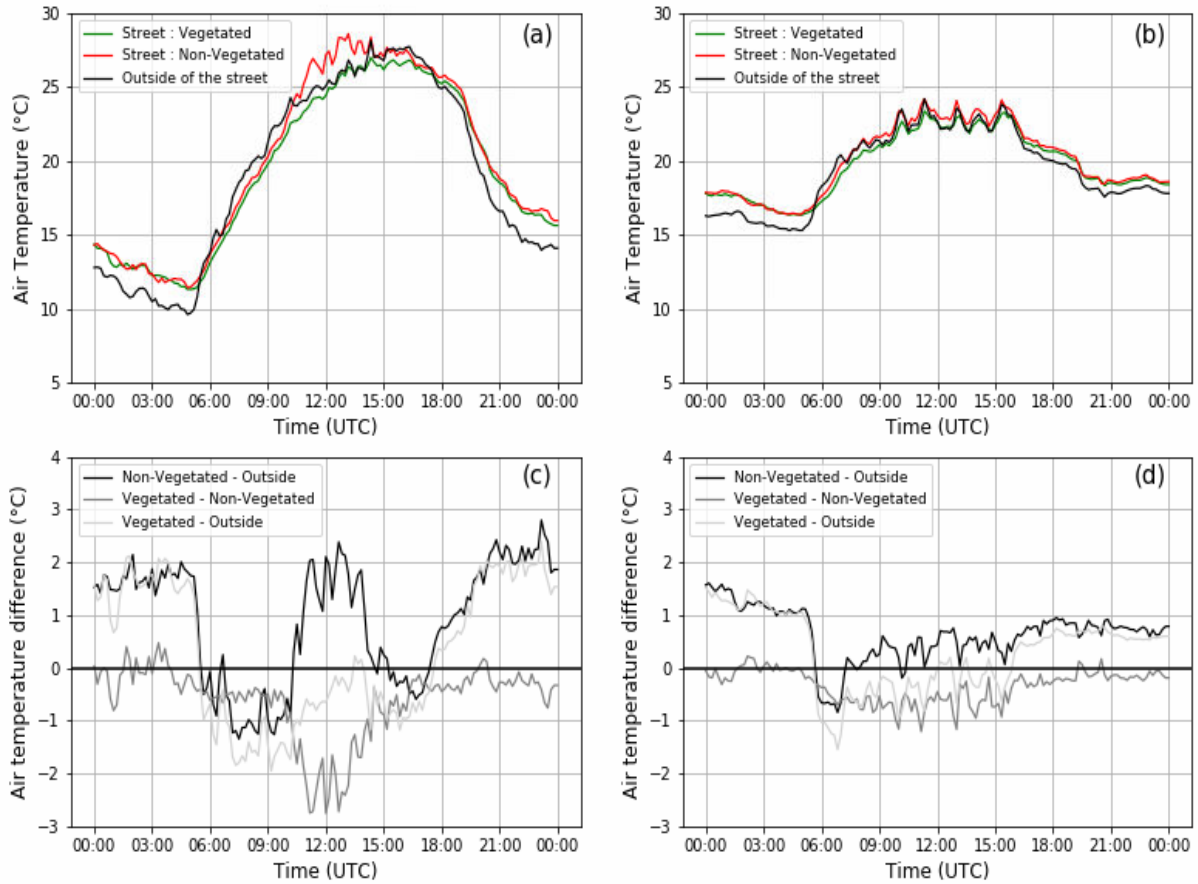 30
25
20
15
10
5
Air Temperature (°C)
(a)
Street : Vegetated
Street : Non-Vegetated
Outside of the street
00:00 03:00 06:00 09:00 12:00 15:00 18:00 21:00 00:00
Time (UTC)
30
25
20
15
10
5
Air Temperature (°C)
(b)
Street : Vegetated
Street : Non-Vegetated
Outside of the street
00:00 03:00 06:00 09:00 12:00 15:00 18:00 21:00 00:00
Time (UTC)
4
3
2
1
0
−1
−2
−3
Air temperature difference (°C)
(c)
Non-Vegetated - Outside
Vegetated - Non-Vegetated
Vegetated - Outside
00:00 03:00 06:00 09:00 12:00 15:00 18:00 21:00 00:00
Time (UTC)
4
3
2
1
0
−1
−2
−3
Air temperature difference (°C)
(d)
Non-Vegetated - Outside
Vegetated - Non-Vegetated
Vegetated - Outside
00:00 03:00 06:00 09:00 12:00 15:00 18:00 21:00 00:00
Time (UTC)